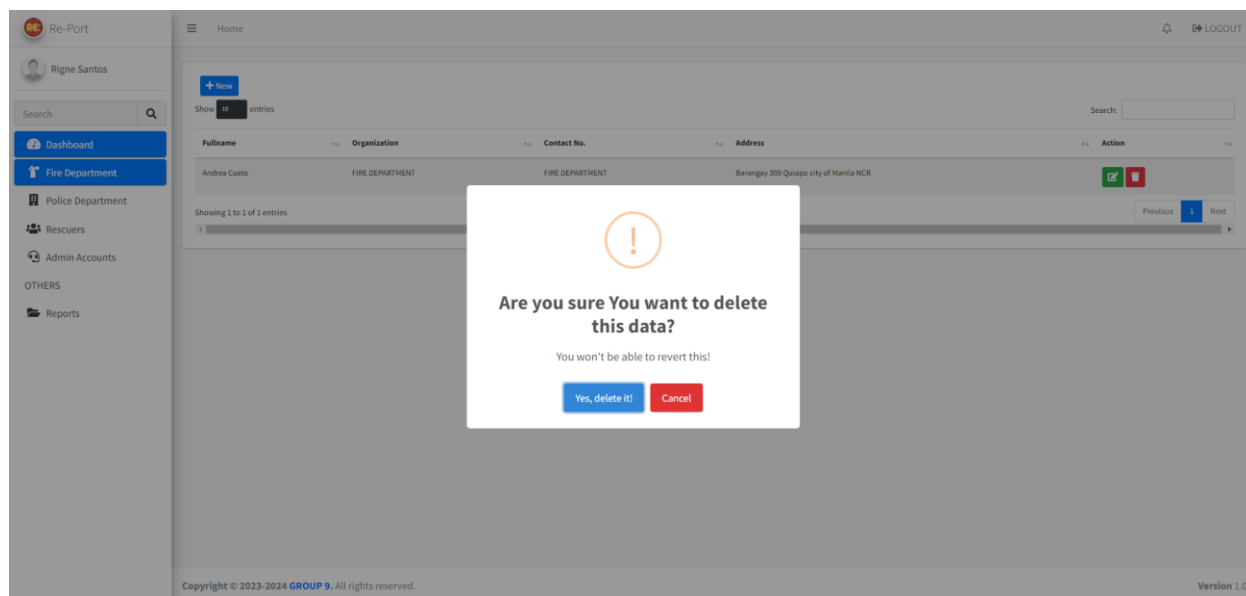 RE: Re-Port
Home
LOGOUT
Rigne Santos
Search
Dashboard
Fire Department
Police Department
Rescuers
Admin Accounts
OTHERS
Reports
New
Show 10 entries
Search:
Fullname Organization Contact No. Address Action
Andrea Cueto FIRE DEPARTMENT FIRE DEPARTMENT Barangay 309 Quiapo city of Manila NCR
Showing 1 to 1 of 1 entries
Previous 1 Next
!
Are you sure You want to delete
this data?
You won't be able to revert this!
Yes, delete it! Cancel
Copyright © 2023-2024 GROUP 9. All rights reserved.
Version 1.0